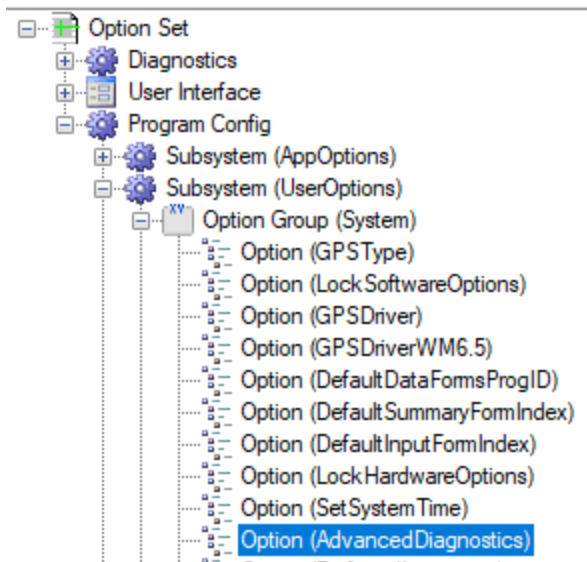 Option Set
Diagnostics
User Interface
Program Config
Subsystem (AppOptions)
Subsystem (UserOptions)
XY
Option Group (System)
Option (GPSType)
Option (LockSoftwareOptions)
Option (GPSDriver)
Option (GPSDriverWM6.5)
Option (DefaultDataFormsProgID)
Option (DefaultSummaryFormIndex)
Option (DefaultInputFormIndex)
Option (LockHardwareOptions)
Option (SetSystemTime)
Option (AdvancedDiagnostics)